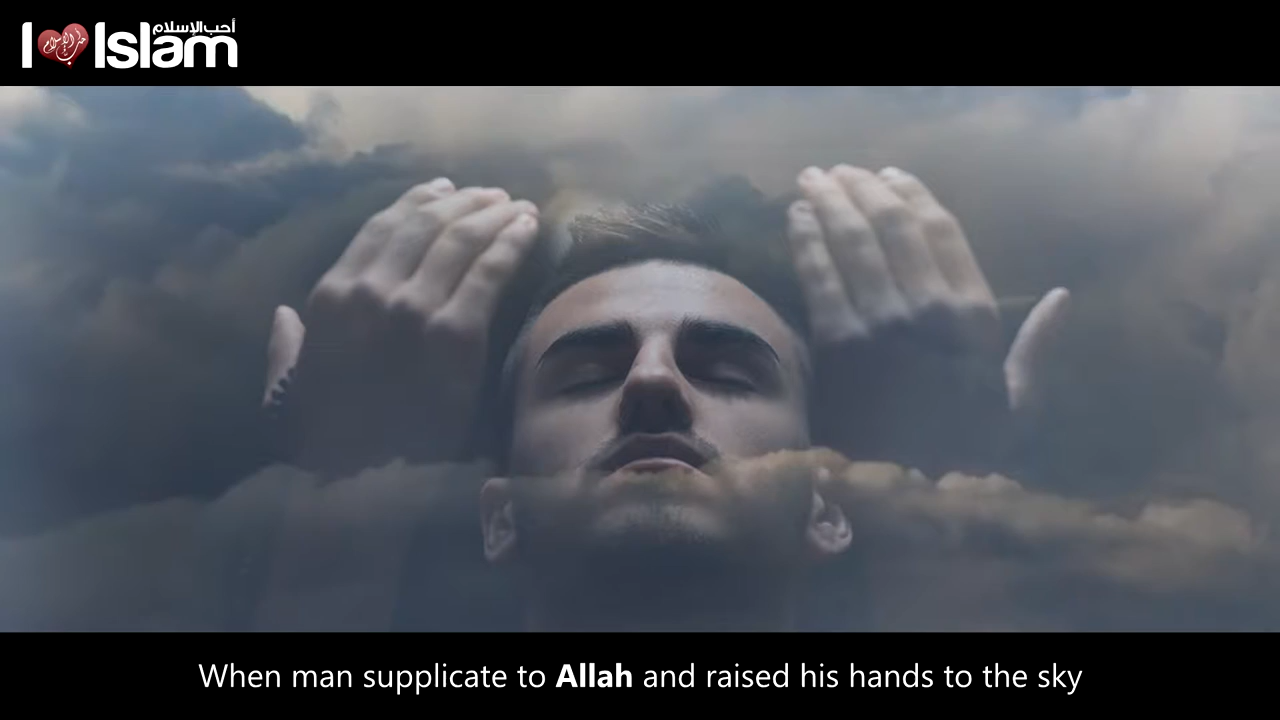 I Islam
أحب الإسلام
When man supplicate to Allah and raised his hands to the sky